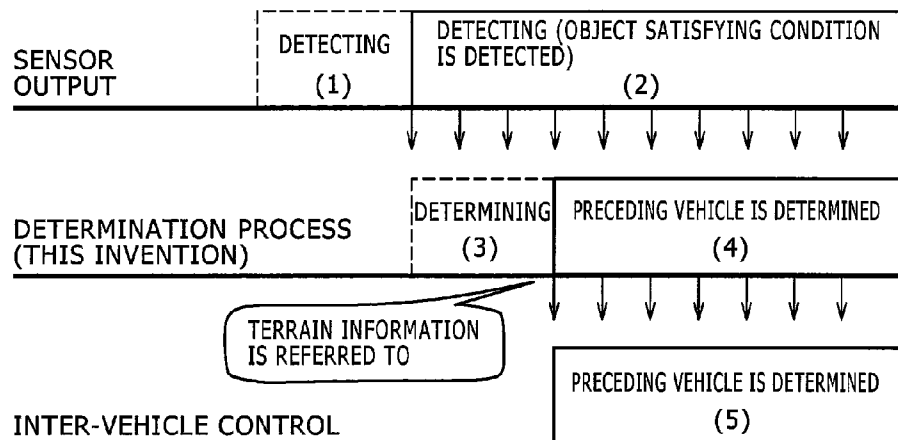 SENSOR
OUTPUT
DETECTING
(1)
DETECTING (OBJECT SATISFYING CONDITION
IS DETECTED)
(2)
DETERMINATION PROCESS
(THIS INVENTION)
DETERMINING
(3)
PRECEDING VEHICLE IS DETERMINED
(4)
TERRAIN INFORMATION
IS REFERRED TO
INTER-VEHICLE CONTROL
PRECEDING VEHICLE IS DETERMINED
(5)